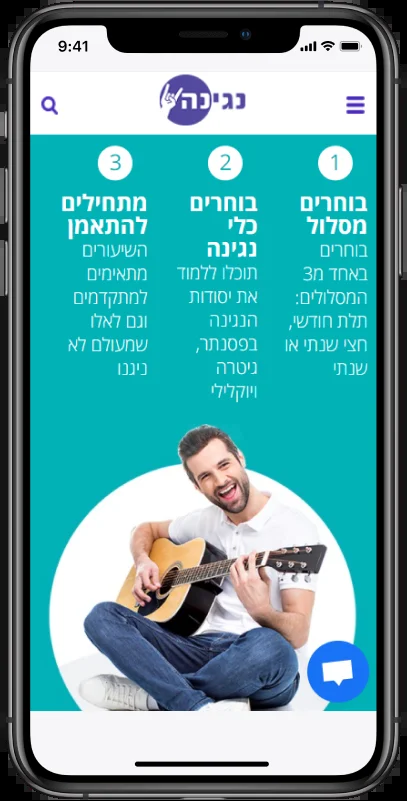 9:41
נגינה
1
בוחרים
מסלול
בוחרים
באחד מ3
המסלולים:
תלת חודשי,
חצי שנתי או
שנתי
2
בוחרים
כלי
נגינה
תוכלו ללמוד
את יסודות
הנגינה
בפסנתר,
גיטרה
ויוקלילי
3
מתחילים
להתאמן
השיעורים
מתאימים
למתקדמים
וגם לאלו
שמעולם לא
ניגנו